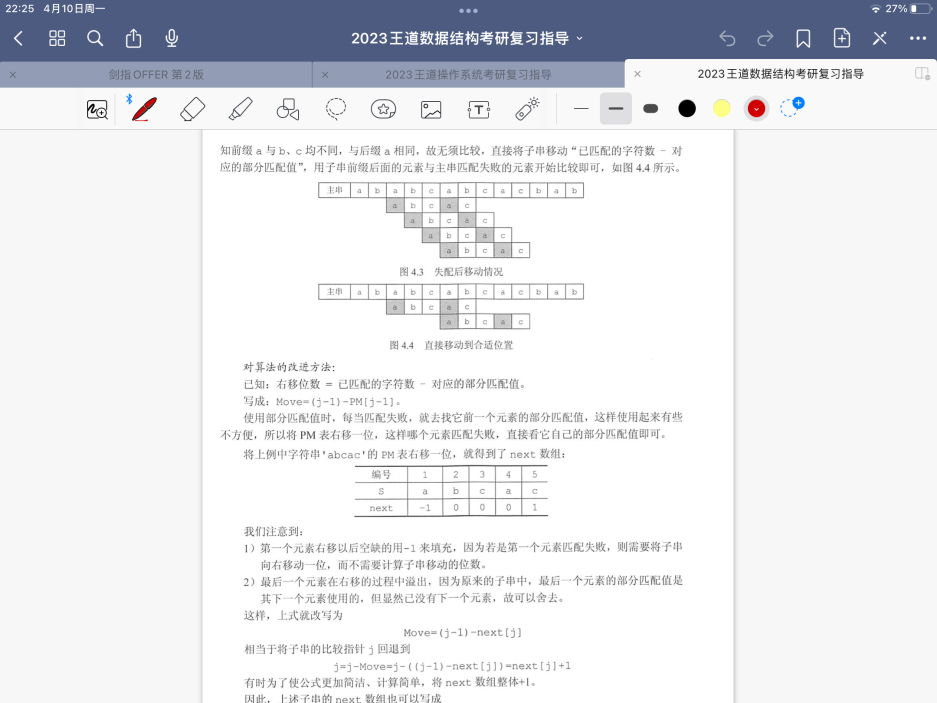 22:25 4月10日周一
27%
2023王道数据结构考研复习指导
剑指OFFER 第2版
2023王道操作系统考研复习指导
2023王道数据结构考研复习指导
知前缀 a 与 b、c 均不同，与后缀 a 相同，故无须比较，直接将子串移动“已匹配的字符数 - 对
应的部分匹配值”，用子串前缀后面的元素与主串匹配失败的元素开始比较即可，如图 4.4 所示。
主串 a b a b c a b c a c b a b
a b c a c
a b c a c
a b c a c
a b c a c
图 4.3 失配后移动情况
主串 a b a b c a b c a c b a b
a b c a c
a b c a c
图 4.4 直接移动到合适位置
对算法的改进方法：
已知：右移位数 = 已匹配的字符数 - 对应的部分匹配值。
写成：Move=(j-1)-PM[j-1]。
使用部分匹配值时，每当匹配失败，就去找它前一个元素的部分匹配值，这样使用起来有些
不方便，所以将 PM 表右移一位，这样哪个元素匹配失败，直接看它自己的部分匹配值即可。
将上例中字符串'abcac'的 PM 表右移一位，就得到了 next 数组：
编号 1 2 3 4 5
S a b c a c
next -1 0 0 0 1
我们注意到：
1）第一个元素右移以后空缺的用-1 来填充，因为若是第一个元素匹配失败，则需要将子串
向右移动一位，而不需要计算子串移动的位数。
2）最后一个元素在右移的过程中溢出，因为原来的子串中，最后一个元素的部分匹配值是
其下一个元素使用的，但显然已没有下一个元素，故可以舍去。
这样，上式就改写为
Move=(j-1)-next[j]
相当于将子串的比较指针 j 回退到
j=j-Move=j-((j-1)-next[j])=next[j]+1
有时为了使公式更加简洁、计算简单，将 next 数组整体+1。
因此，上述子串的 next 数组也可以写成